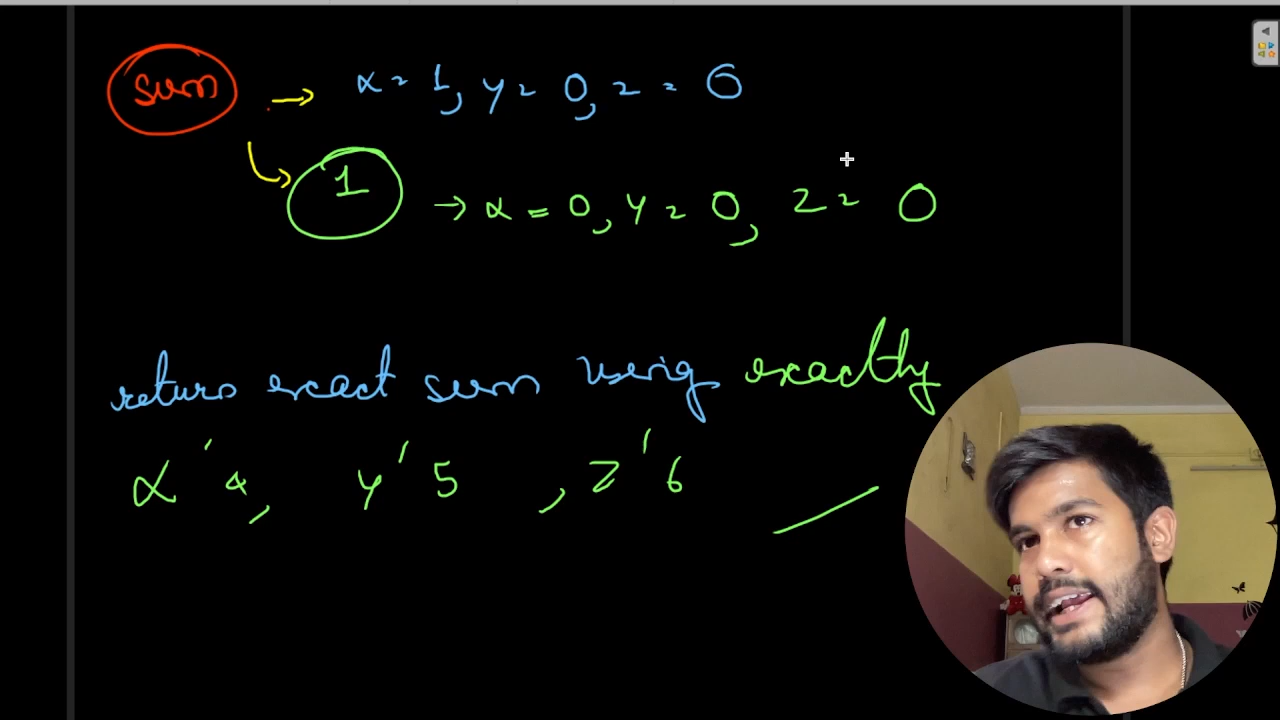 sum → x = 1, y = 0, z = 0
1 → x = 0, y = 0, z = 0
return exact sum using exactly
x' 4, y' 5, z' 6